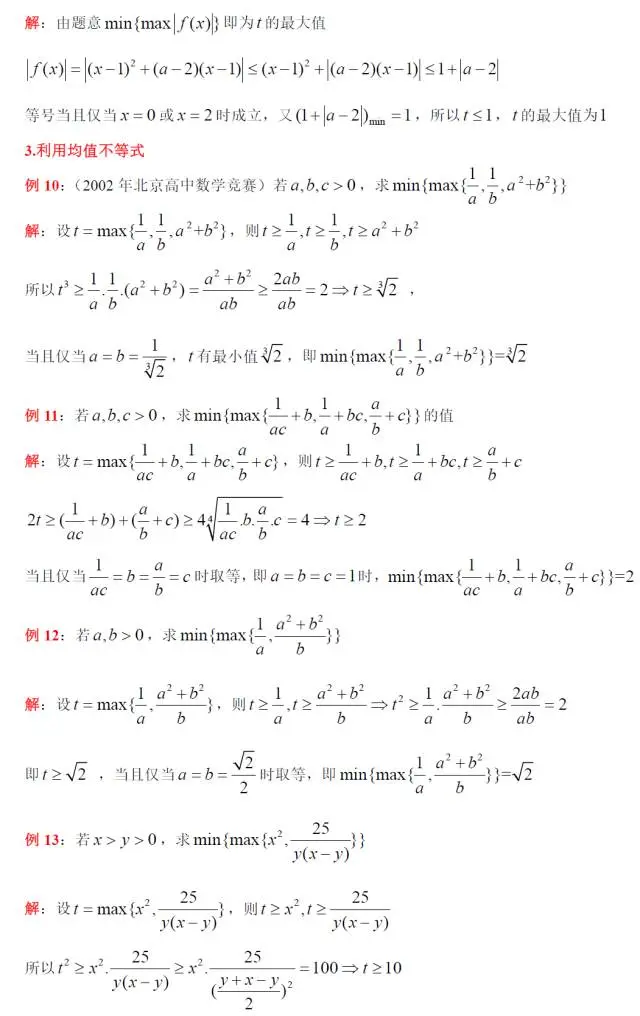 解：由题意 min{max|f(x)|} 即为 t 的最大值
|f(x)| = |(x−1)² + (a−2)(x−1)| ≤ (x−1)² + |(a−2)(x−1)| ≤ 1 + |a−2|
等号当且仅当 x = 0 或 x = 2 时成立，又 (1 + |a−2|)_min = 1，所以 t ≤ 1，t 的最大值为1
3.利用均值不等式
例 10：（2002 年北京高中数学竞赛）若 a,b,c > 0，求 min{max{1/a, 1/b, a²+b²}}
解：设 t = max{1/a, 1/b, a²+b²}，则 t ≥ 1/a, t ≥ 1/b, t ≥ a² + b²
所以 t³ ≥ 1/a · 1/b .(a² + b²) = (a² + b²)/(ab) ≥ 2ab/ab = 2 ⇒ t ≥ ∛2 ，
当且仅当 a = b = 1/∛2，t 有最小值 ∛2，即 min{max{1/a, 1/b, a²+b²}}=∛2
例 11：若 a,b,c > 0，求 min{max{1/(ac) + b, 1/a + bc, a/b + c}} 的值
解：设 t = max{1/(ac) + b, 1/a + bc, a/b + c}，则 t ≥ 1/(ac) + b, t ≥ 1/a + bc, t ≥ a/b + c
2t ≥ (1/(ac) + b) + (a/b + c) ≥ 4∜(1/(ac) .b. a/b .c) = 4 ⇒ t ≥ 2
当且仅当 1/(ac) = b = a/b = c 时取等，即 a = b = c = 1 时，min{max{1/(ac) + b, 1/a + bc, a/b + c}}=2
例 12：若 a,b > 0，求 min{max{1/a, (a² + b²)/b}}
解：设 t = max{1/a, (a² + b²)/b}，则 t ≥ 1/a, t ≥ (a² + b²)/b ⇒ t² ≥ 1/a . (a² + b²)/b ≥ 2ab/ab = 2
即 t ≥ √2 ，当且仅当 a = b = √2/2 时取等，即 min{max{1/a, (a² + b²)/b}}=√2
例 13：若 x > y > 0，求 min{max{x², 25/(y(x − y))}}
解：设 t = max{x², 25/(y(x − y))}，则 t ≥ x², t ≥ 25/(y(x − y))
所以 t² ≥ x². 25/(y(x − y)) ≥ x². 25/((y + x − y)/2)² = 100 ⇒ t ≥ 10